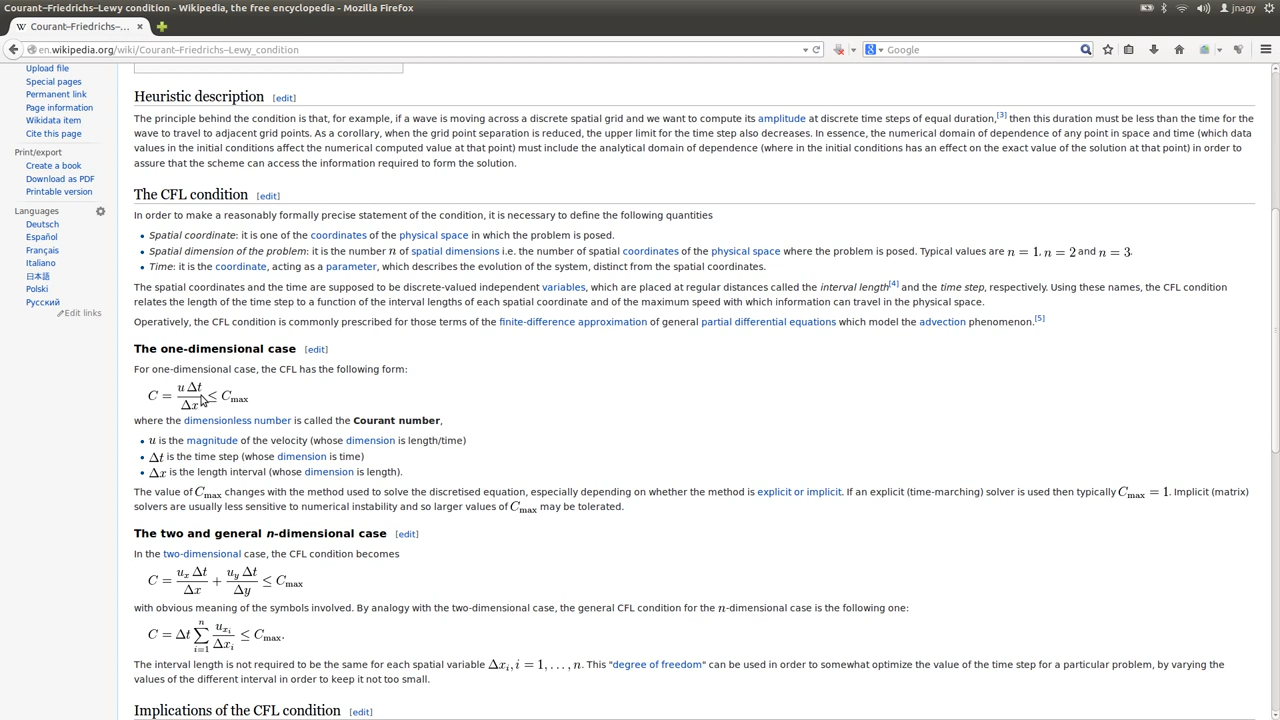 Courant–Friedrichs–Lewy condition - Wikipedia, the free encyclopedia - Mozilla Firefox
jnagy
W Courant–Friedrichs–Lewy... ×
en.wikipedia.org/wiki/Courant–Friedrichs–Lewy_condition
Google
Upload file
Special pages
Permanent link
Page information
Wikidata item
Cite this page
Print/export
Create a book
Download as PDF
Printable version
Languages
Deutsch
Español
Français
Italiano
日本語
Polski
Русский
Edit links
Heuristic description [edit]
The principle behind the condition is that, for example, if a wave is moving across a discrete spatial grid and we want to compute its amplitude at discrete time steps of equal duration,[3] then this duration must be less than the time for the
wave to travel to adjacent grid points. As a corollary, when the grid point separation is reduced, the upper limit for the time step also decreases. In essence, the numerical domain of dependence of any point in space and time (which data
values in the initial conditions affect the numerical computed value at that point) must include the analytical domain of dependence (where in the initial conditions has an effect on the exact value of the solution at that point) in order to
assure that the scheme can access the information required to form the solution.
The CFL condition [edit]
In order to make a reasonably formally precise statement of the condition, it is necessary to define the following quantities
• Spatial coordinate: it is one of the coordinates of the physical space in which the problem is posed.
• Spatial dimension of the problem: it is the number n of spatial dimensions i.e. the number of spatial coordinates of the physical space where the problem is posed. Typical values are n = 1, n = 2 and n = 3.
• Time: it is the coordinate, acting as a parameter, which describes the evolution of the system, distinct from the spatial coordinates.
The spatial coordinates and the time are supposed to be discrete-valued independent variables, which are placed at regular distances called the interval length[4] and the time step, respectively. Using these names, the CFL condition
relates the length of the time step to a function of the interval lengths of each spatial coordinate and of the maximum speed with which information can travel in the physical space.
Operatively, the CFL condition is commonly prescribed for those terms of the finite-difference approximation of general partial differential equations which model the advection phenomenon.[5]
The one-dimensional case [edit]
For one-dimensional case, the CFL has the following form:
C = u Δt / Δx ≤ Cmax
where the dimensionless number is called the Courant number,
• u is the magnitude of the velocity (whose dimension is length/time)
• Δt is the time step (whose dimension is time)
• Δx is the length interval (whose dimension is length).
The value of Cmax changes with the method used to solve the discretised equation, especially depending on whether the method is explicit or implicit. If an explicit (time-marching) solver is used then typically Cmax = 1. Implicit (matrix)
solvers are usually less sensitive to numerical instability and so larger values of Cmax may be tolerated.
The two and general n-dimensional case [edit]
In the two-dimensional case, the CFL condition becomes
C = ux Δt / Δx + uy Δt / Δy ≤ Cmax
with obvious meaning of the symbols involved. By analogy with the two-dimensional case, the general CFL condition for the n-dimensional case is the following one:
C = Δt ∑ i=1 n uxi / Δxi ≤ Cmax.
The interval length is not required to be the same for each spatial variable Δxi, i = 1, . . . , n. This "degree of freedom" can be used in order to somewhat optimize the value of the time step for a particular problem, by varying the
values of the different interval in order to keep it not too small.
Implications of the CFL condition [edit]